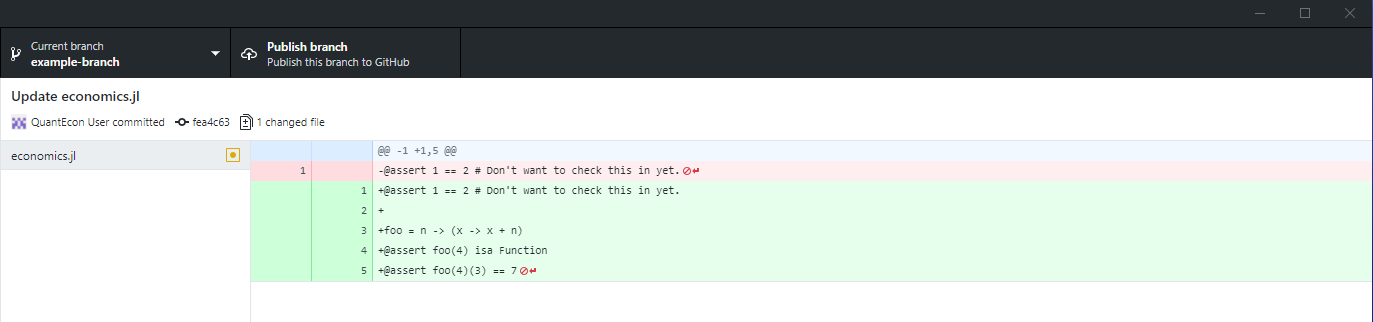 Current branch
example-branch
Publish branch
Publish this branch to GitHub
Update economics.jl
QuantEcon User committed fea4c63 1 changed file
economics.jl
@@ -1 +1,5 @@
1 -@assert 1 == 2 # Don't want to check this in yet.
1 +@assert 1 == 2 # Don't want to check this in yet.
2 +
3 +foo = n -> (x -> x + n)
4 +@assert foo(4) isa Function
5 +@assert foo(4)(3) == 7